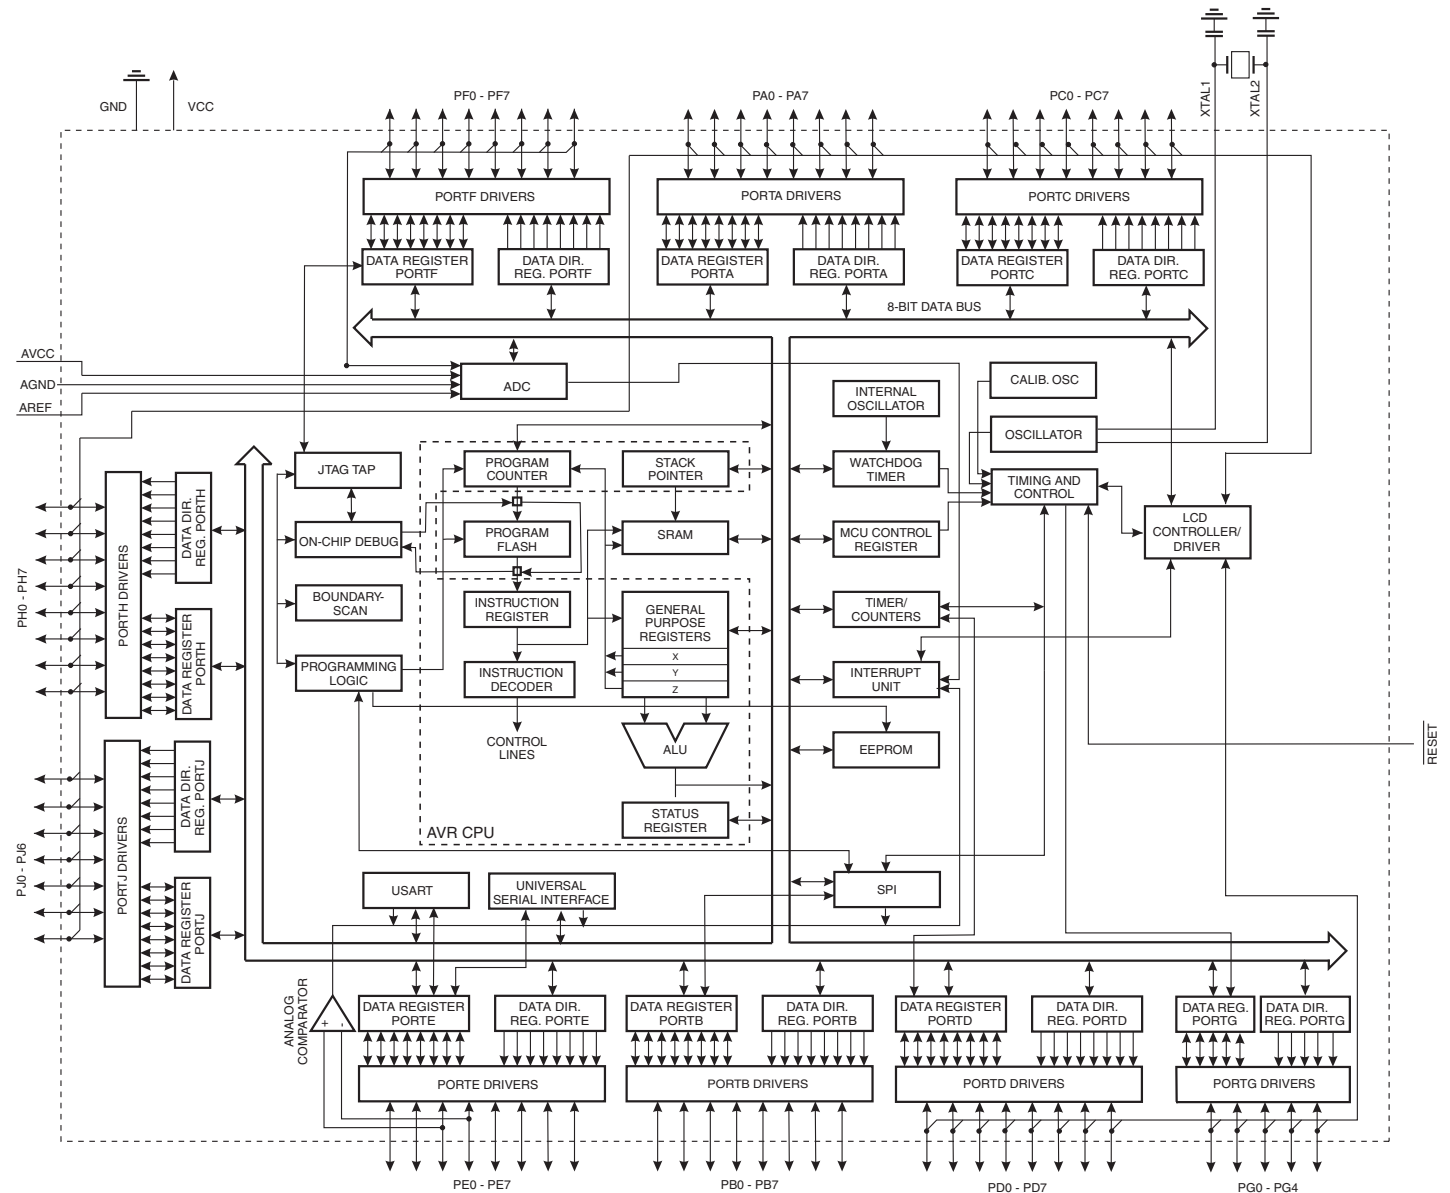 XTAL1
XTAL2
GND
VCC
PF0 - PF7
PA0 - PA7
PC0 - PC7
PORTF DRIVERS
PORTA DRIVERS
PORTC DRIVERS
DATA REGISTER
PORTF
DATA DIR.
REG. PORTF
DATA REGISTER
PORTA
DATA DIR.
REG. PORTA
DATA REGISTER
PORTC
DATA DIR.
REG. PORTC
8-BIT DATA BUS
AVCC
AGND
AREF
ADC
INTERNAL
OSCILLATOR
CALIB. OSC
OSCILLATOR
JTAG TAP
PROGRAM
COUNTER
STACK
POINTER
WATCHDOG
TIMER
TIMING AND
CONTROL
ON-CHIP DEBUG
PROGRAM
FLASH
SRAM
MCU CONTROL
REGISTER
LCD
CONTROLLER/
DRIVER
BOUNDARY-
SCAN
INSTRUCTION
REGISTER
GENERAL
PURPOSE
REGISTERS
X
Y
Z
TIMER/
COUNTERS
PROGRAMMING
LOGIC
INSTRUCTION
DECODER
INTERRUPT
UNIT
CONTROL
LINES
ALU
EEPROM
RESET
STATUS
REGISTER
AVR CPU
PH0 - PH7
PORTH DRIVERS
DATA DIR.
REG. PORTH
DATA REGISTER
PORTH
PJ0 - PJ6
PORTJ DRIVERS
DATA DIR.
REG. PORTJ
DATA REGISTER
PORTJ
USART
UNIVERSAL
SERIAL INTERFACE
SPI
ANALOG
COMPARATOR
+
-
DATA REGISTER
PORTE
DATA DIR.
REG. PORTE
DATA REGISTER
PORTB
DATA DIR.
REG. PORTB
DATA REGISTER
PORTD
DATA DIR.
REG. PORTD
DATA REG.
PORTG
DATA DIR.
REG. PORTG
PORTE DRIVERS
PORTB DRIVERS
PORTD DRIVERS
PORTG DRIVERS
PE0 - PE7
PB0 - PB7
PD0 - PD7
PG0 - PG4